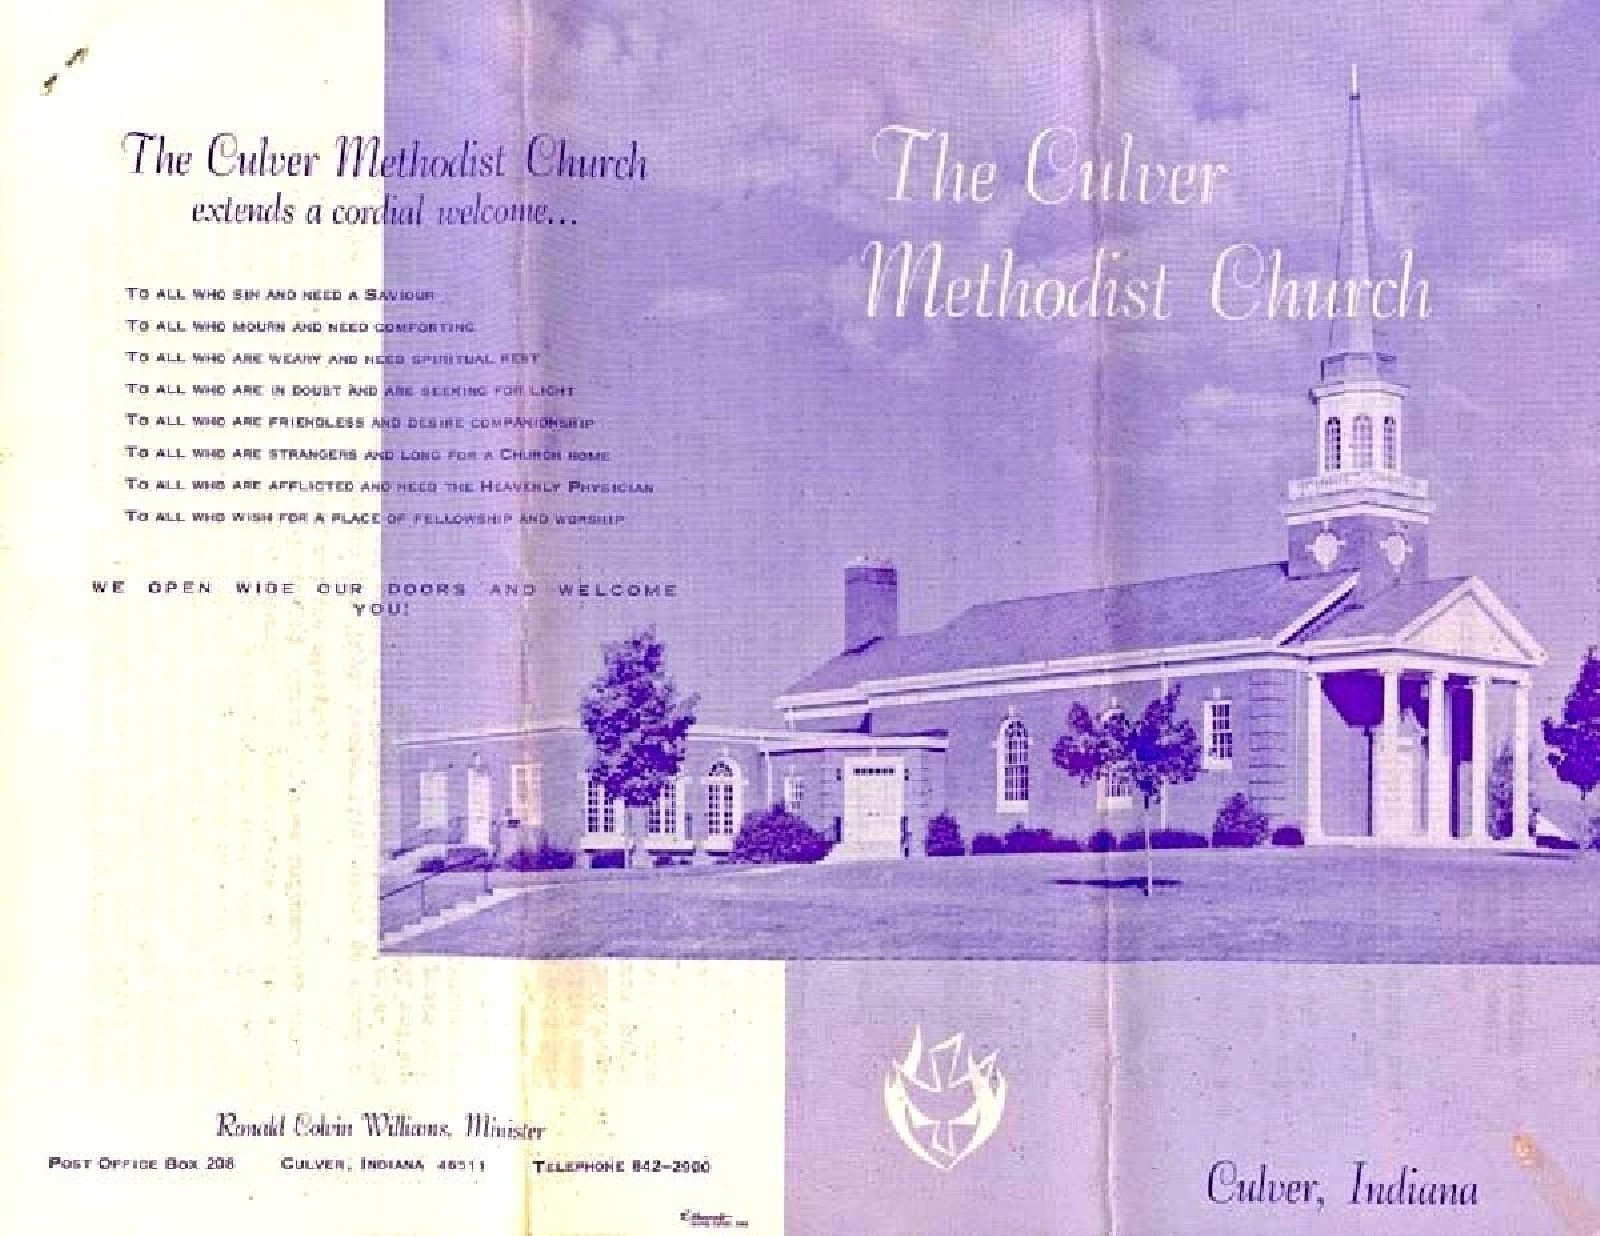 The Culver Methodist Church
extends a cordial welcome...
TO ALL WHO SIN AND NEED A SAVIOUR
TO ALL WHO MOURN AND NEED COMFORTING
TO ALL WHO ARE WEARY AND NEED SPIRITUAL REST
TO ALL WHO ARE IN DOUBT AND ARE SEEKING FOR LIGHT
TO ALL WHO ARE FRIENDLESS AND DESIRE COMPANIONSHIP
TO ALL WHO ARE STRANGERS AND LONG FOR A CHURCH HOME
TO ALL WHO ARE AFFLICTED AND NEED THE HEAVENLY PHYSICIAN
TO ALL WHO WISH FOR A PLACE OF FELLOWSHIP AND WORSHIP
WE OPEN WIDE OUR DOORS AND WELCOME
YOU!
Ronald Colvin Williams, Minister
POST OFFICE BOX 208 CULVER, INDIANA 46511 TELEPHONE 842-2900
The Culver
Methodist Church
Culver, Indiana